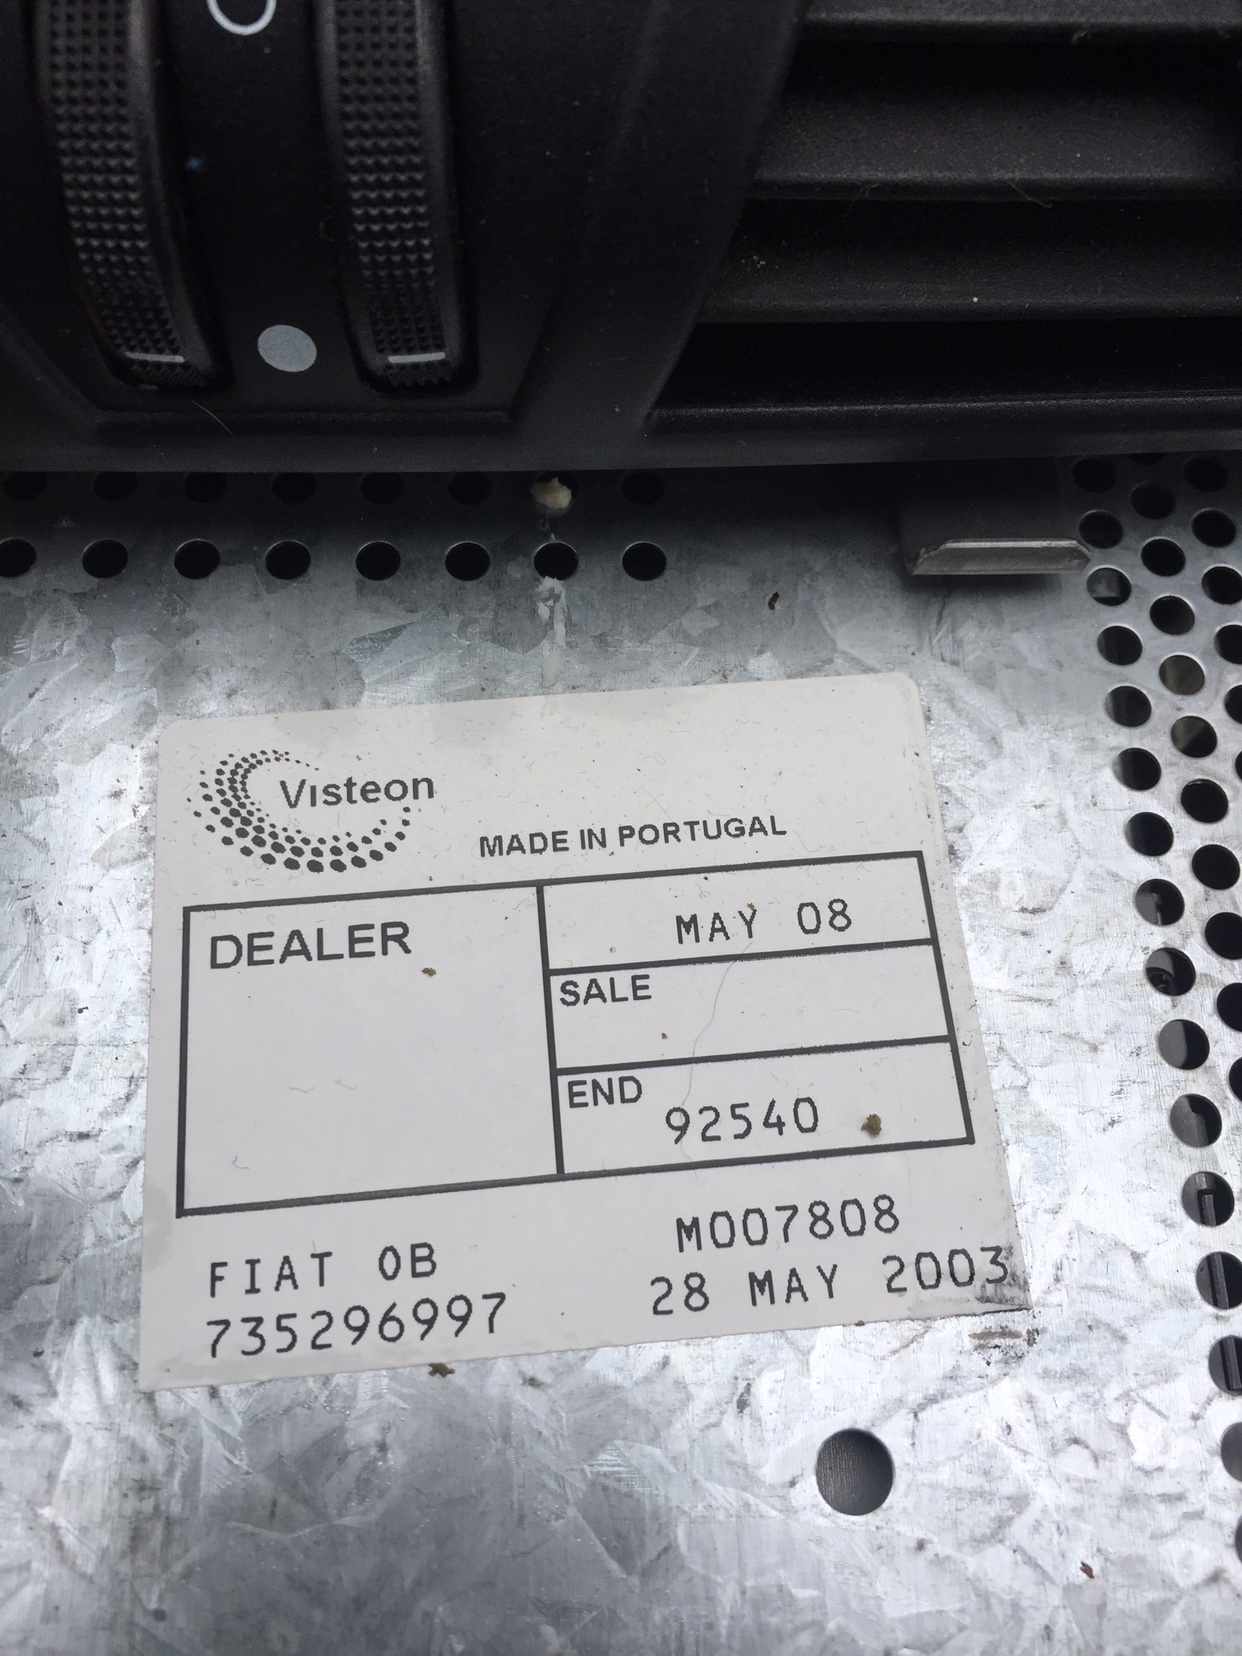 Visteon
MADE IN PORTUGAL
DEALER
MAY 08
SALE
END
92540
FIAT 0B
M007808
735296997
28 MAY 2003